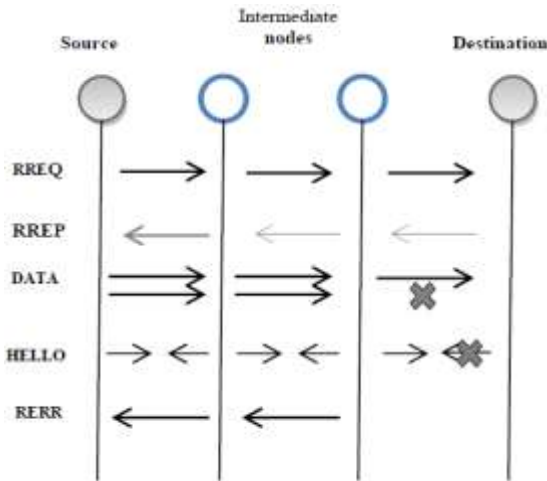 Intermediate
nodes
Source
Destination
RREQ
RREP
DATA
HELLO
RERR